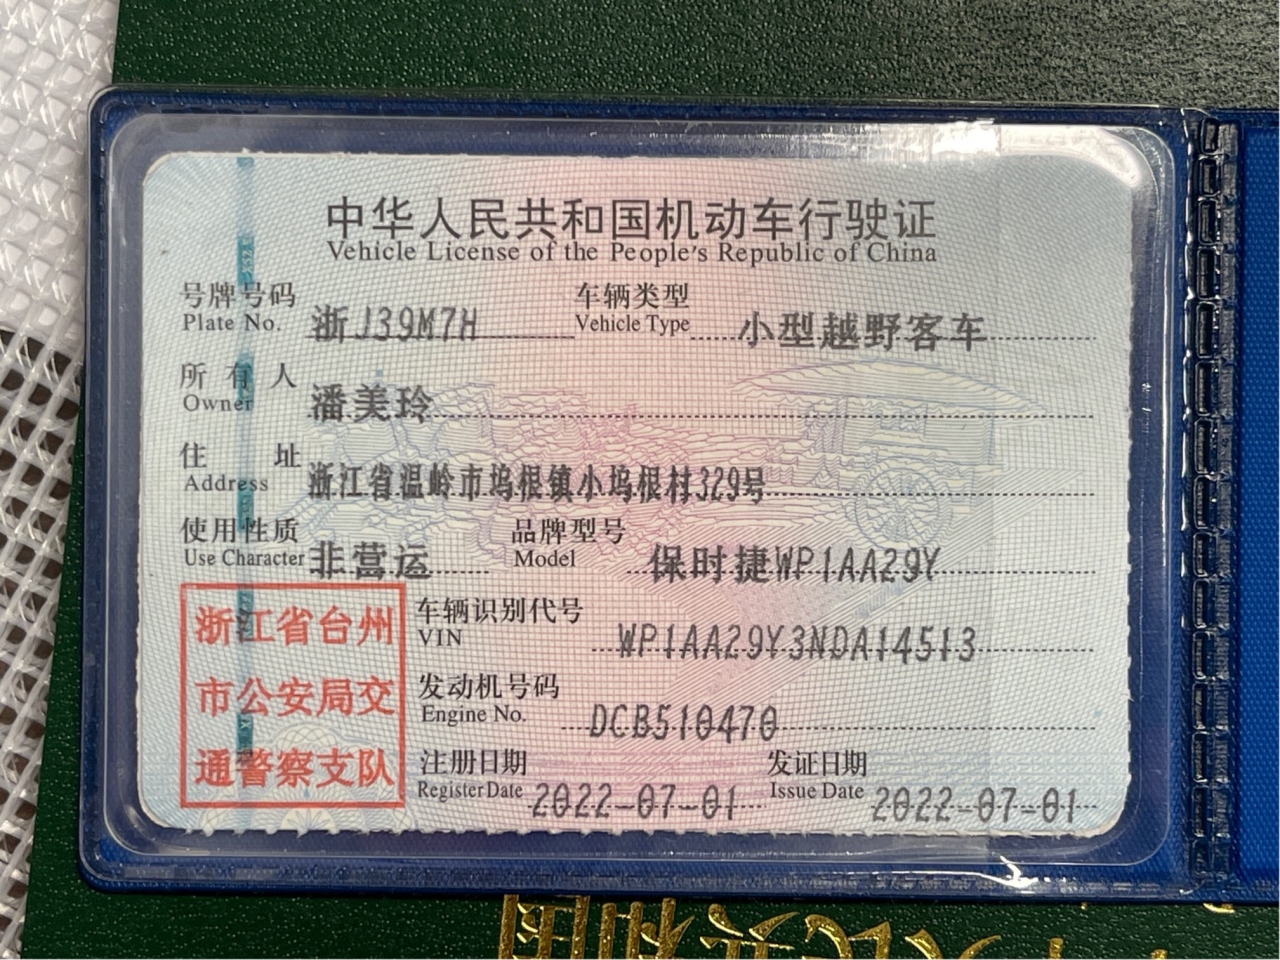 中华人民共和国机动车行驶证
Vehicle License of the People's Republic of China
号牌号码 浙J39M7H 车辆类型 小型越野客车
Plate No. Vehicle Type
所有人 潘美玲
Owner
住址 浙江省温岭市坞根镇小坞根村329号
Address
使用性质 非营运 品牌型号 保时捷WP1AA29Y
Use Character Model
浙江省台州
市公安局交
通警察支队
车辆识别代号 WP1AA29Y3NDA14513
VIN
发动机号码 DCB510470
Engine No.
注册日期 2022-07-01 发证日期 2022-07-01
Register Date Issue Date